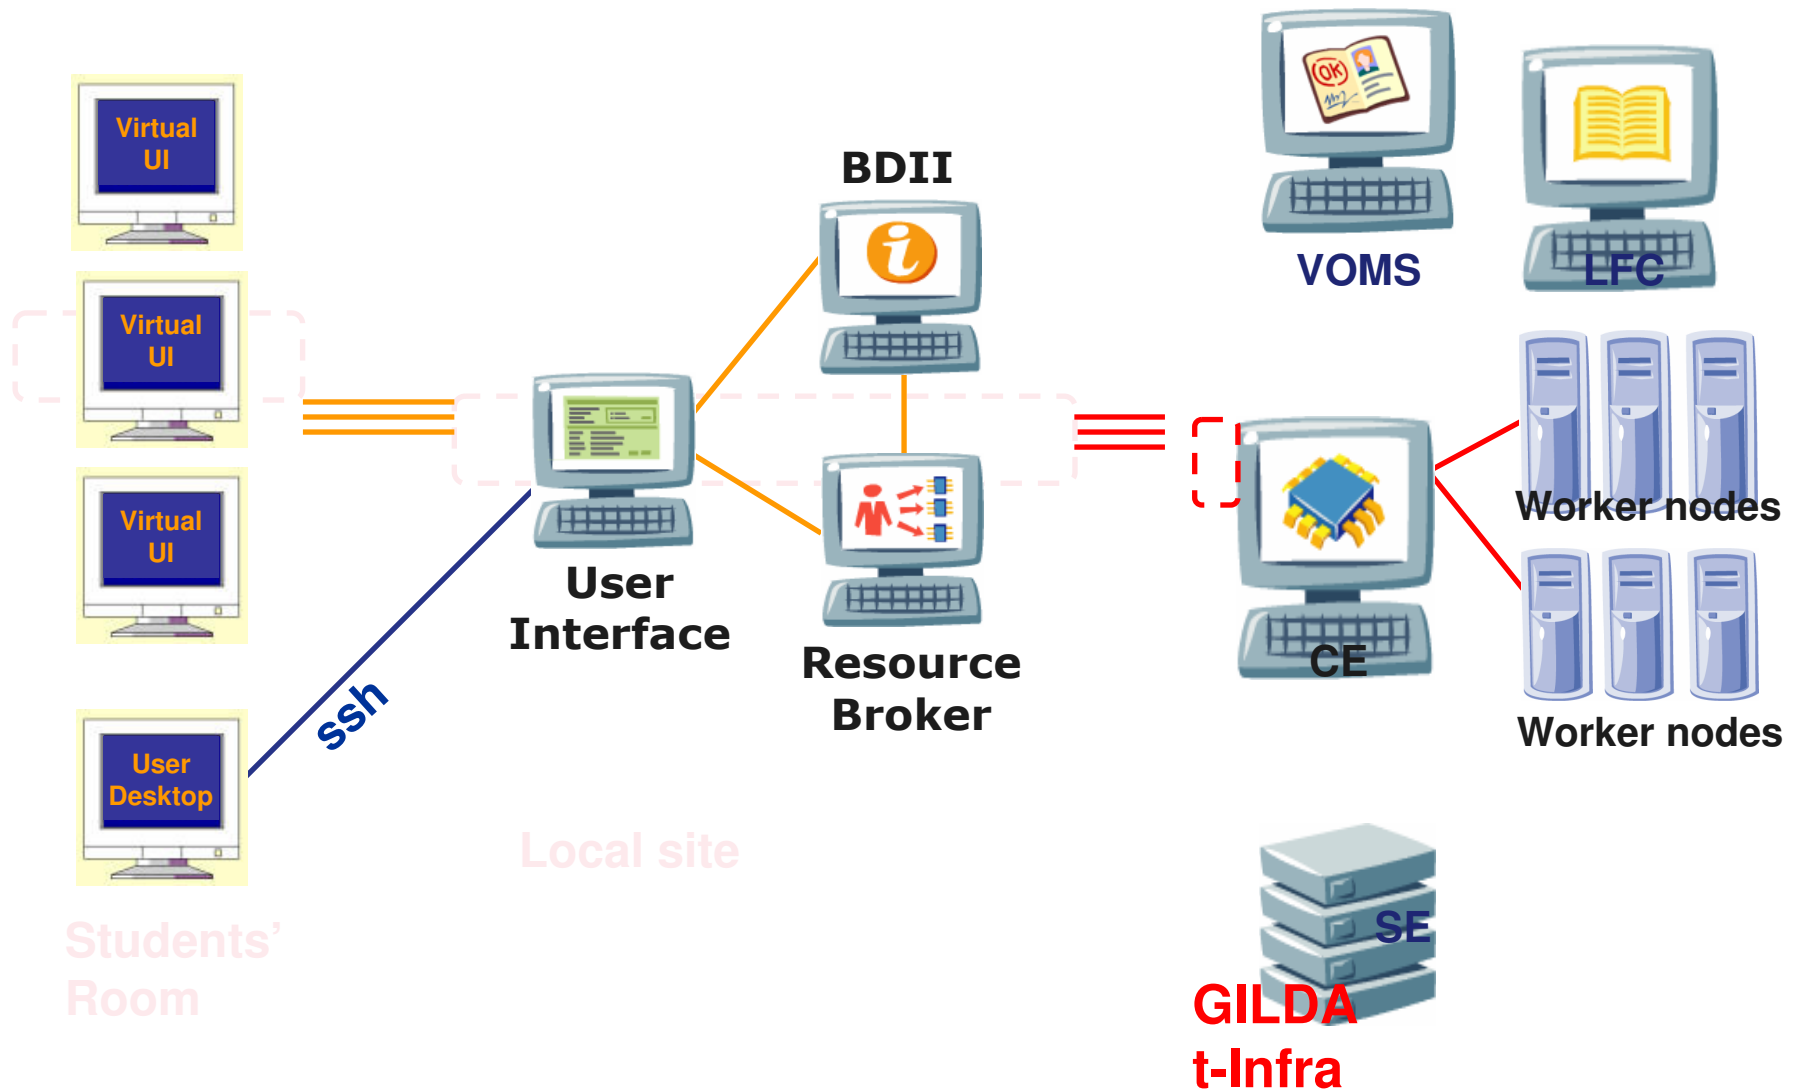 Virtual
UI
Virtual
UI
Virtual
UI
User
Desktop
Students’
Room
ssh
User
Interface
BDII
Resource
Broker
Local site
VOMS
LFC
OK
Worker nodes
CE
Worker nodes
SE
GILDA
t-Infra